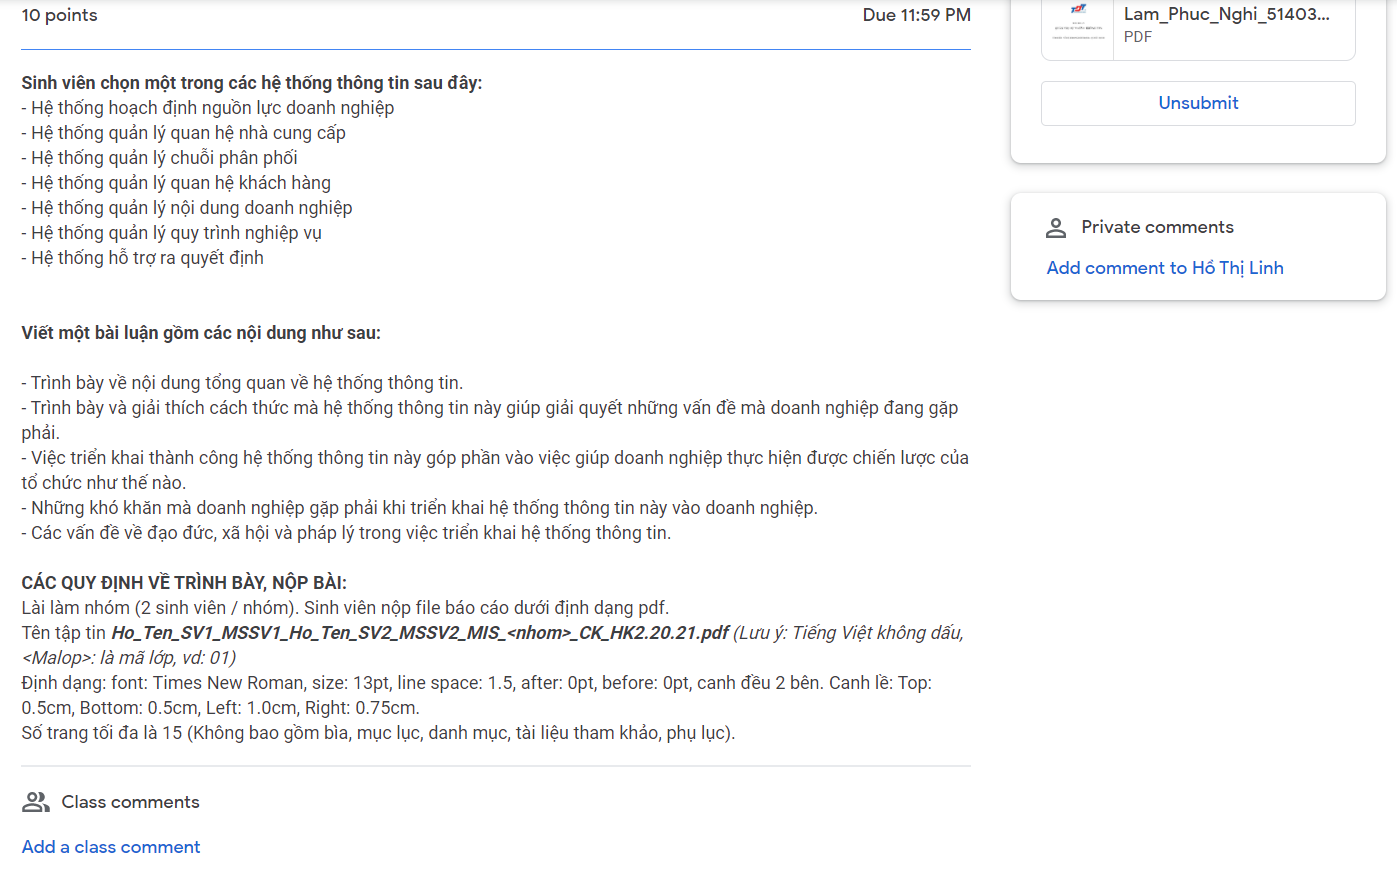 10 points
Due 11:59 PM
Sinh viên chọn một trong các hệ thống thông tin sau đây:
- Hệ thống hoạch định nguồn lực doanh nghiệp
- Hệ thống quản lý quan hệ nhà cung cấp
- Hệ thống quản lý chuỗi phân phối
- Hệ thống quản lý quan hệ khách hàng
- Hệ thống quản lý nội dung doanh nghiệp
- Hệ thống quản lý quy trình nghiệp vụ
- Hệ thống hỗ trợ ra quyết định
Viết một bài luận gồm các nội dung như sau:
- Trình bày về nội dung tổng quan về hệ thống thông tin.
- Trình bày và giải thích cách thức mà hệ thống thông tin này giúp giải quyết những vấn đề mà doanh nghiệp đang gặp
phải.
- Việc triển khai thành công hệ thống thông tin này góp phần vào việc giúp doanh nghiệp thực hiện được chiến lược của
tổ chức như thế nào.
- Những khó khăn mà doanh nghiệp gặp phải khi triển khai hệ thống thông tin này vào doanh nghiệp.
- Các vấn đề về đạo đức, xã hội và pháp lý trong việc triển khai hệ thống thông tin.
CÁC QUY ĐỊNH VỀ TRÌNH BÀY, NỘP BÀI:
Lài làm nhóm (2 sinh viên / nhóm). Sinh viên nộp file báo cáo dưới định dạng pdf.
Tên tập tin Ho_Ten_SV1_MSSV1_Ho_Ten_SV2_MSSV2_MIS_<nhom>_CK_HK2.20.21.pdf (Lưu ý: Tiếng Việt không dấu,
<Malop>: là mã lớp, vd: 01)
Định dạng: font: Times New Roman, size: 13pt, line space: 1.5, after: 0pt, before: 0pt, canh đều 2 bên. Canh lề: Top:
0.5cm, Bottom: 0.5cm, Left: 1.0cm, Right: 0.75cm.
Số trang tối đa là 15 (Không bao gồm bìa, mục lục, danh mục, tài liệu tham khảo, phụ lục).
Class comments
Add a class comment
Lam_Phuc_Nghi_51403...
PDF
Unsubmit
Private comments
Add comment to Hồ Thị Linh